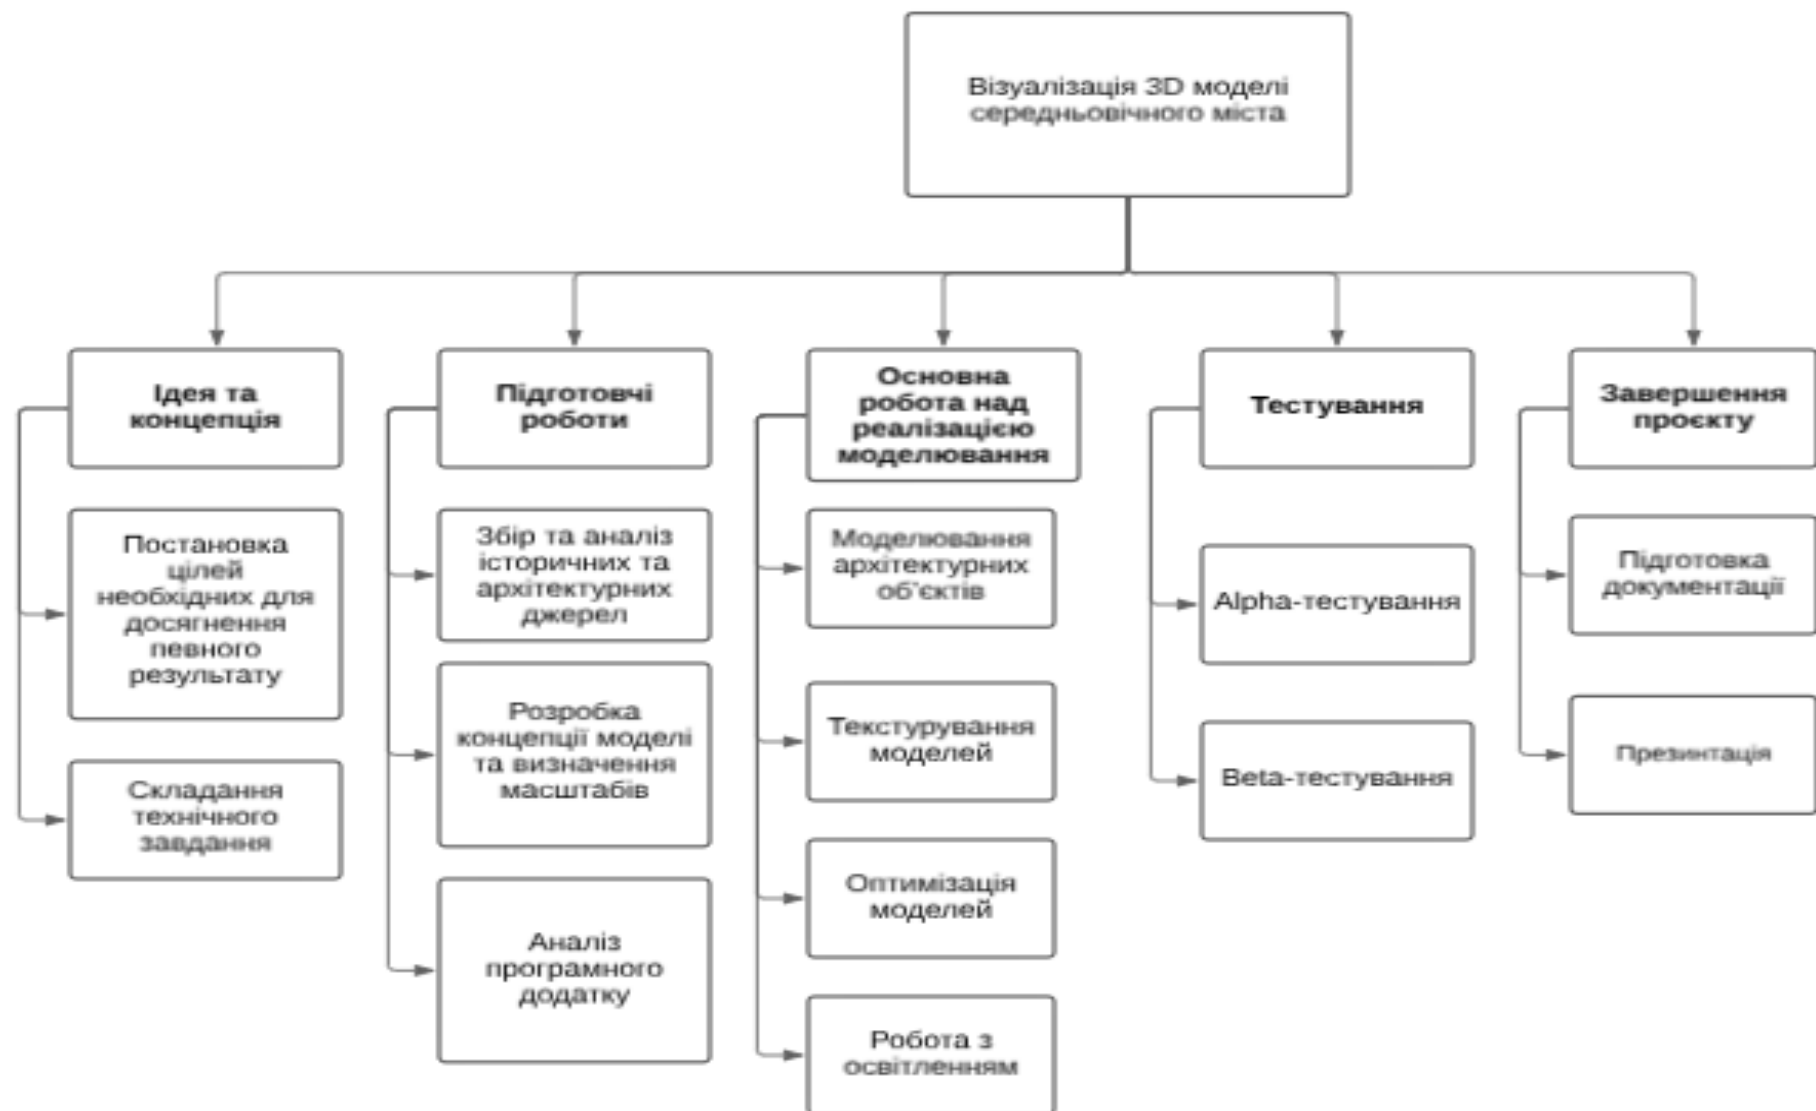 Візуалізація 3D моделі
середньовічного міста
Ідея та
концепція
Постановка
цілей
необхідних для
досягнення
певного
результату
Складання
технічного
завдання
Підготовчі
роботи
Збір та аналіз
історичних та
архітектурних
джерел
Розробка
концепції моделі
та визначення
масштабів
Аналіз
програмного
додатку
Основна
робота над
реалізацією
моделювання
Моделювання
архітектурних
об'єктів
Текстурування
моделей
Оптимізація
моделей
Робота з
освітленням
Тестування
Alpha-тестування
Beta-тестування
Завершення
проєкту
Підготовка
документації
Презинтація